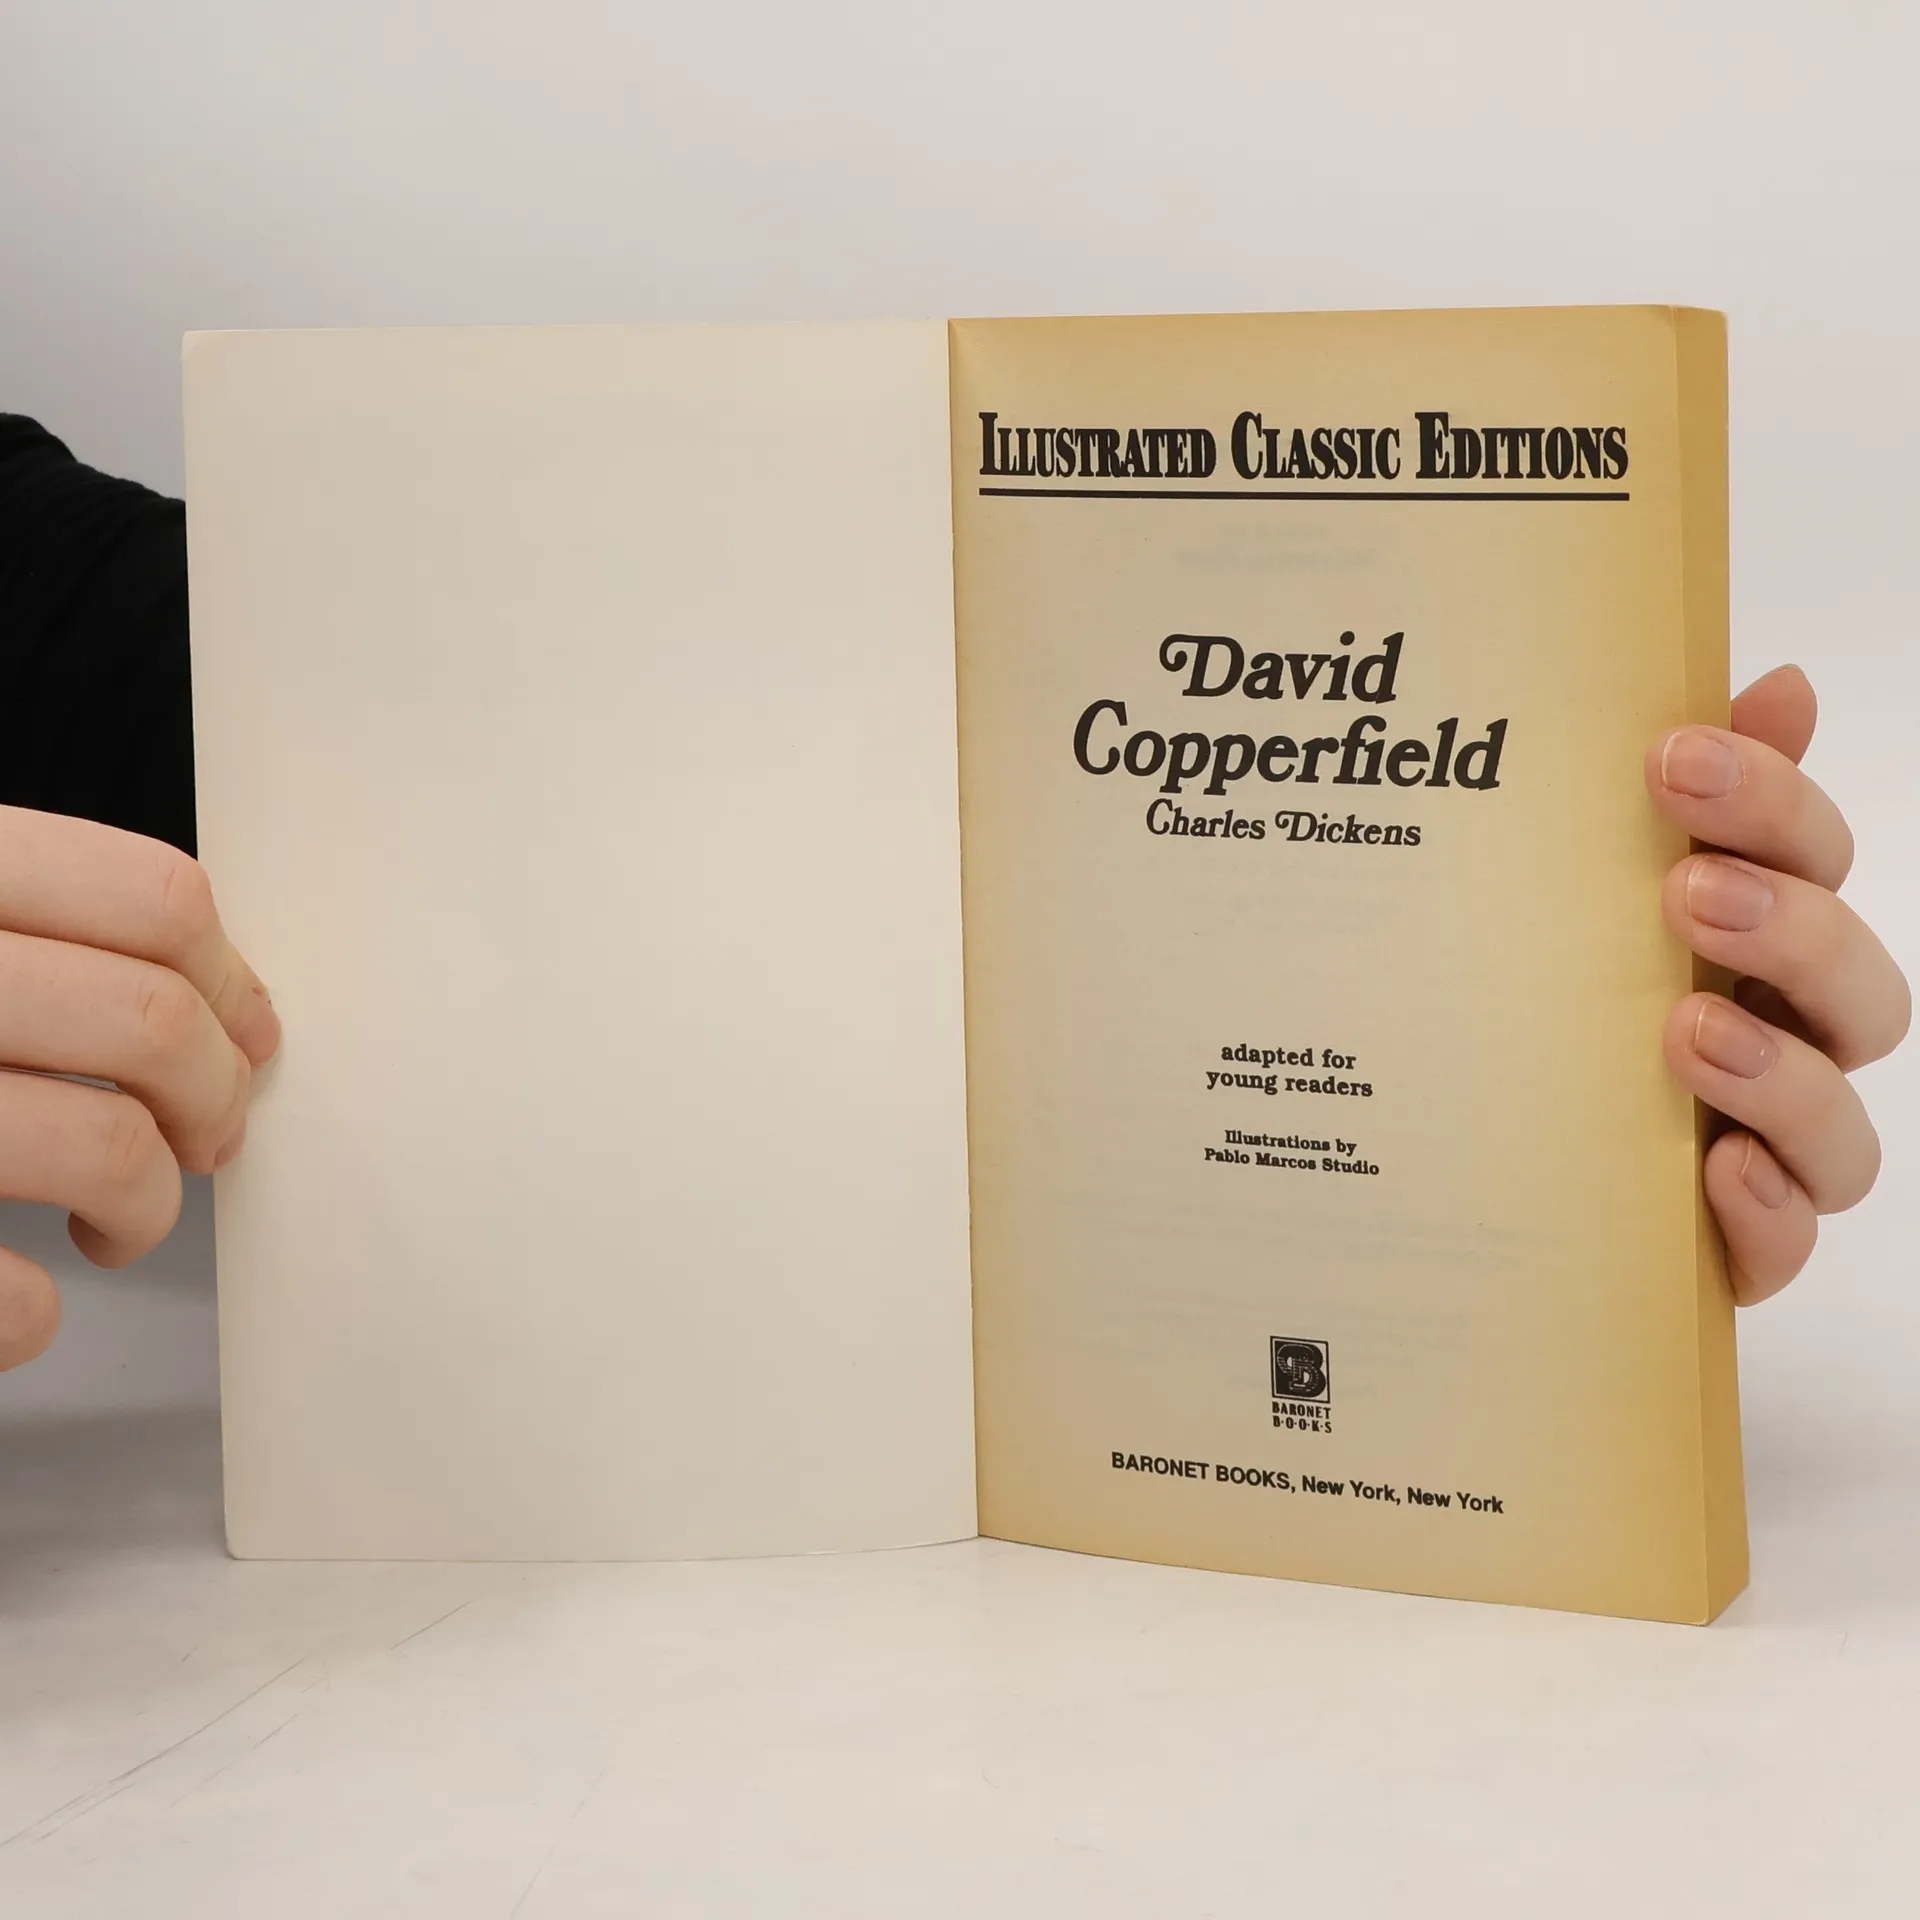 ILLUSTRATED CLASSIC EDITIONS
David
Copperfield
Charles Dickens
adapted for
young readers
Illustrations by
Pablo Marcos Studio
B
BARONET
B·O·O·K·S
BARONET BOOKS, New York, New York